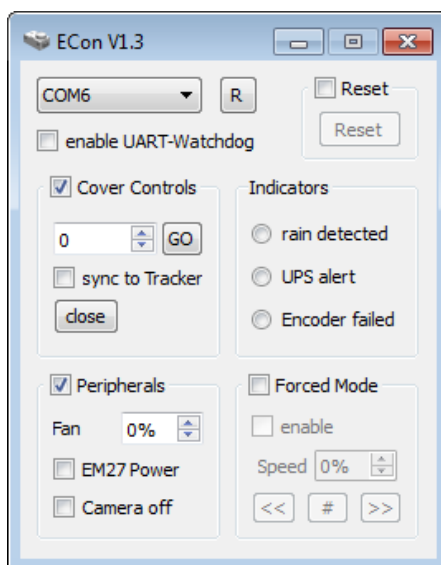 ECon V1.3
COM6 R
Reset
enable UART-Watchdog
Reset
Cover Controls
0 GO
sync to Tracker
close
Indicators
rain detected
UPS alert
Encoder failed
Peripherals
Fan 0%
EM27 Power
Camera off
Forced Mode
enable
Speed 0%
<< # >>